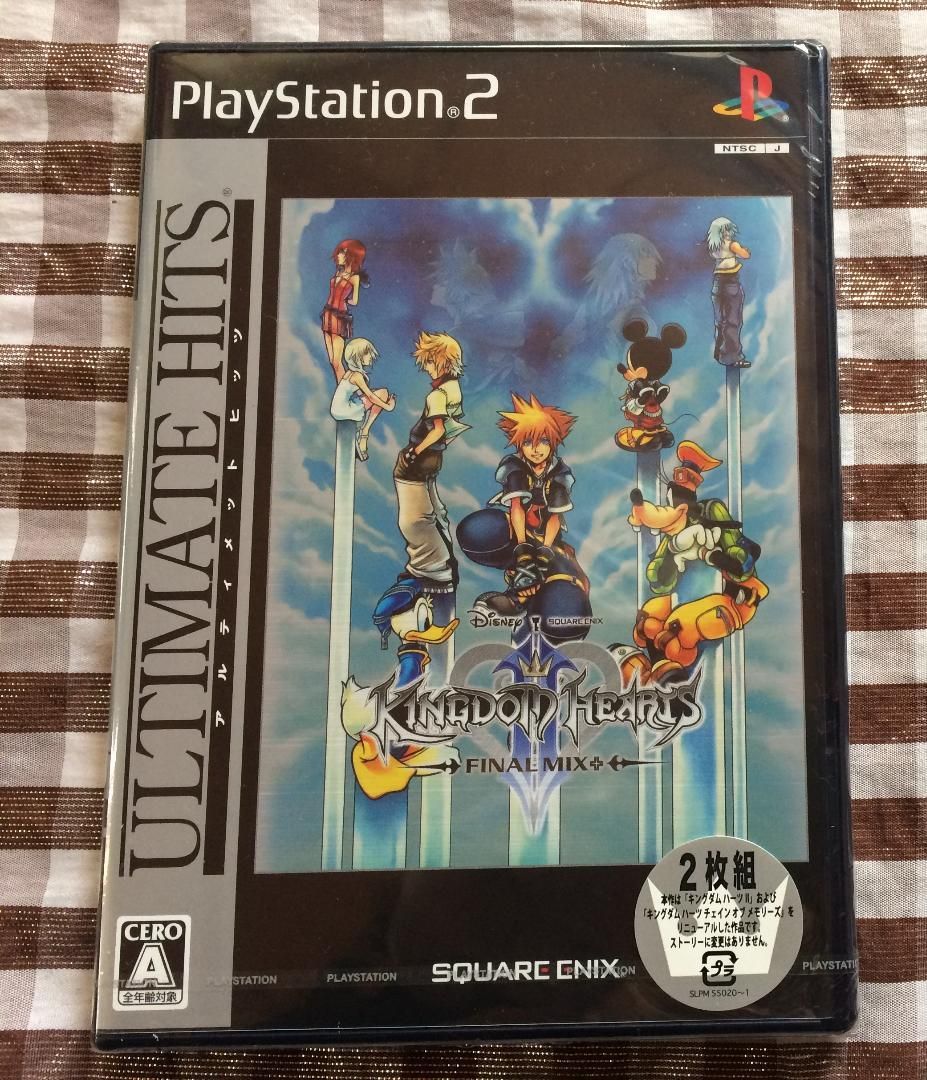 PlayStation®2
NTSC J
ULTIMATE HITS®
アルティメットヒッツ
Disney SQUARE ENIX
KINGDOM HEARTS
II
FINAL MIX+
2枚組
本作は「キングダム ハーツ II」および
「キングダム ハーツ チェイン オブ メモリーズ」を
リニューアルした作品です。
ストーリーに変更はありません。
プラ
SLPM 55020~1
CERO
A
全年齢対象
SQUARE ENIX
PLAYSTATION PLAYSTATION